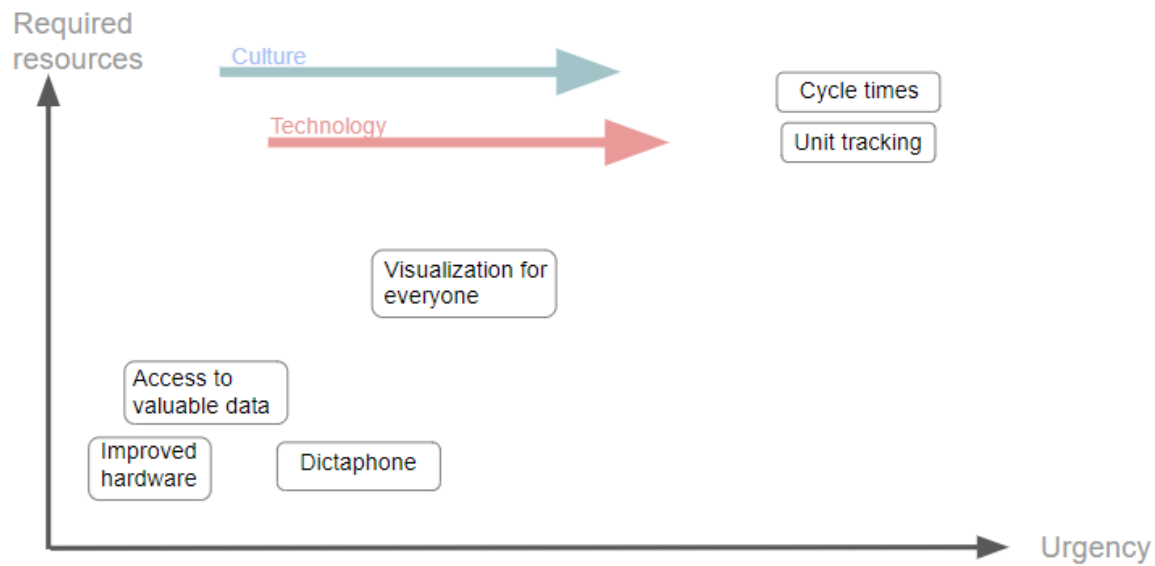 Required
resources
Culture
Technology
Cycle times
Unit tracking
Visualization for
everyone
Access to
valuable data
Improved
hardware
Dictaphone
Urgency